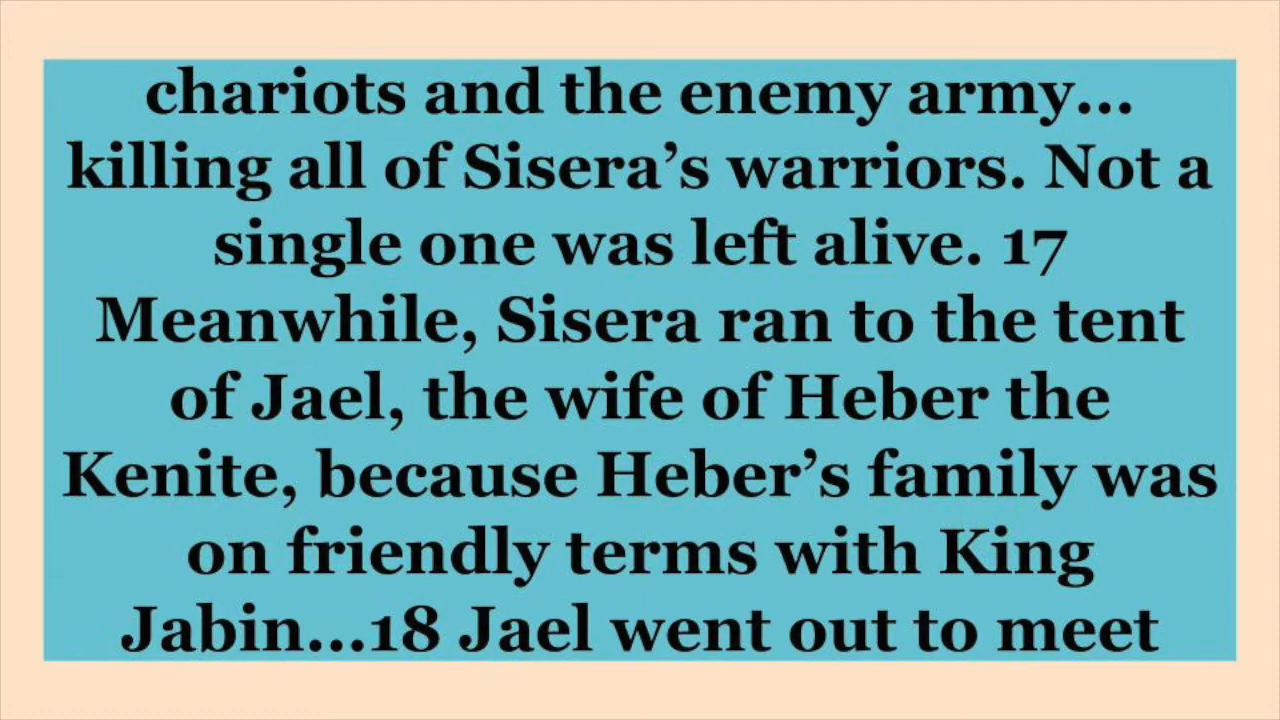 chariots and the enemy army...
killing all of Sisera’s warriors. Not a
single one was left alive. 17
Meanwhile, Sisera ran to the tent
of Jael, the wife of Heber the
Kenite, because Heber’s family was
on friendly terms with King
Jabin...18 Jael went out to meet